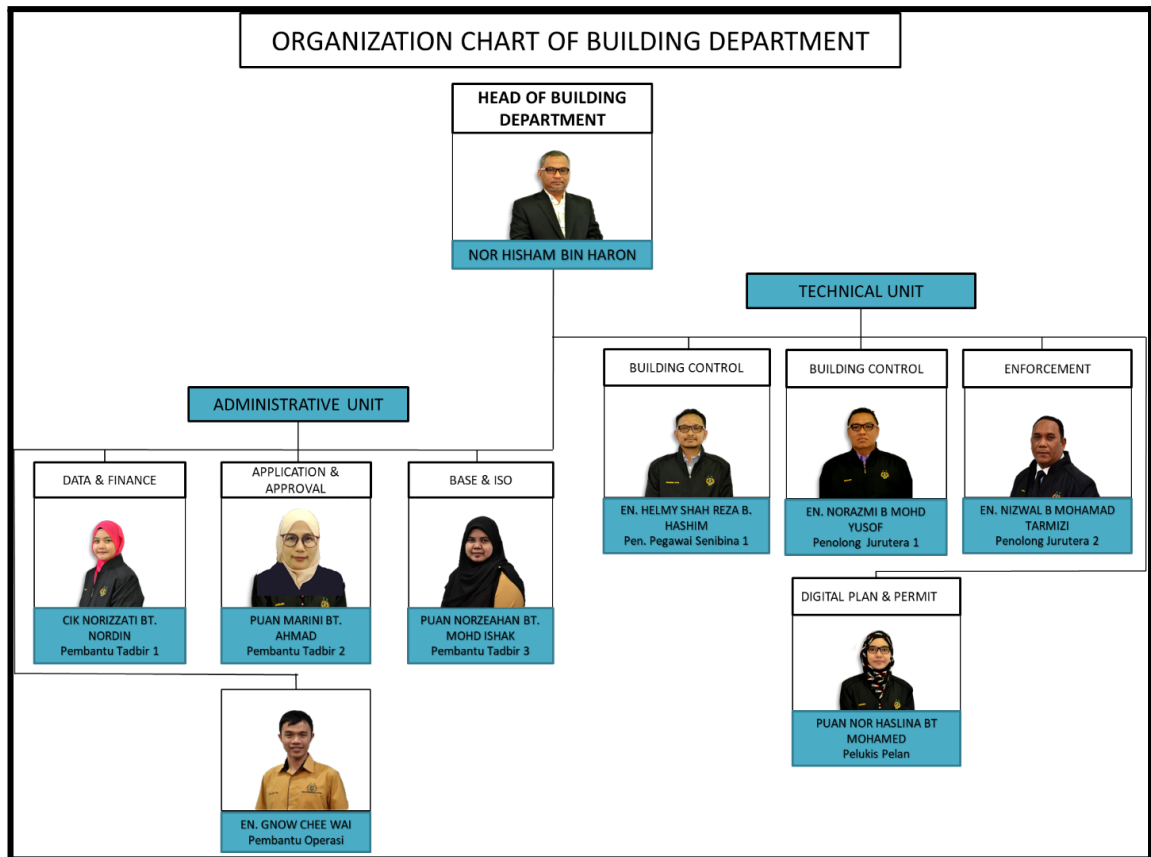 ORGANIZATION CHART OF BUILDING DEPARTMENT
HEAD OF BUILDING
DEPARTMENT
NOR HISHAM BIN HARON
TECHNICAL UNIT
BUILDING CONTROL
EN. HELMY SHAH REZA B.
HASHIM
Pen. Pegawai Senibina 1
BUILDING CONTROL
EN. NORAZMI B MOHD
YUSOF
Penolong Jurutera 1
ENFORCEMENT
EN. NIZWAL B MOHAMAD
TARMIZI
Penolong Jurutera 2
DIGITAL PLAN & PERMIT
PUAN NOR HASLINA BT
MOHAMED
Pelukis Pelan
ADMINISTRATIVE UNIT
DATA & FINANCE
CIK NORIZZATI BT.
NORDIN
Pembantu Tadbir 1
APPLICATION &
APPROVAL
PUAN MARINI BT.
AHMAD
Pembantu Tadbir 2
BASE & ISO
PUAN NORZEAHAN BT.
MOHD ISHAK
Pembantu Tadbir 3
EN. GNOW CHEE WAI
Pembantu Operasi